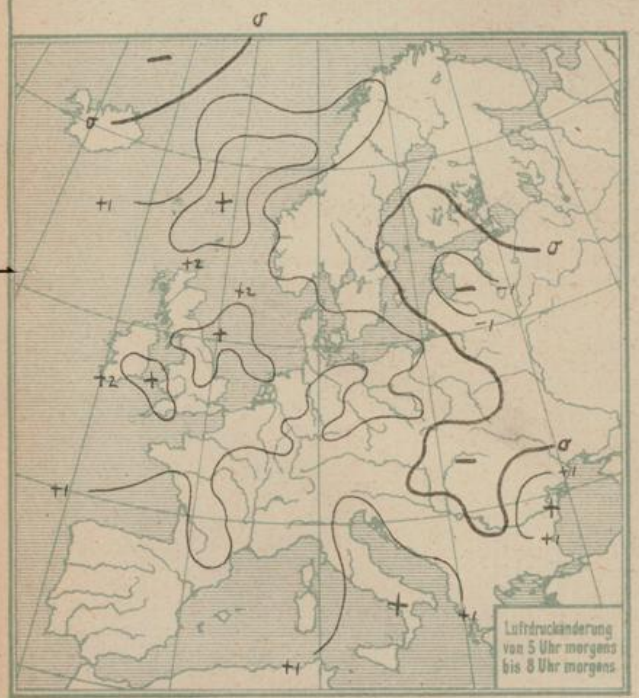 σ
−
σ
+1
+
+2
+2
+
+2
+
+1
σ
−
−1
−1
σ
−
+1
+
+1
+
+1
+1
Luftdruckänderung
von 5 Uhr morgens
bis 8 Uhr morgens